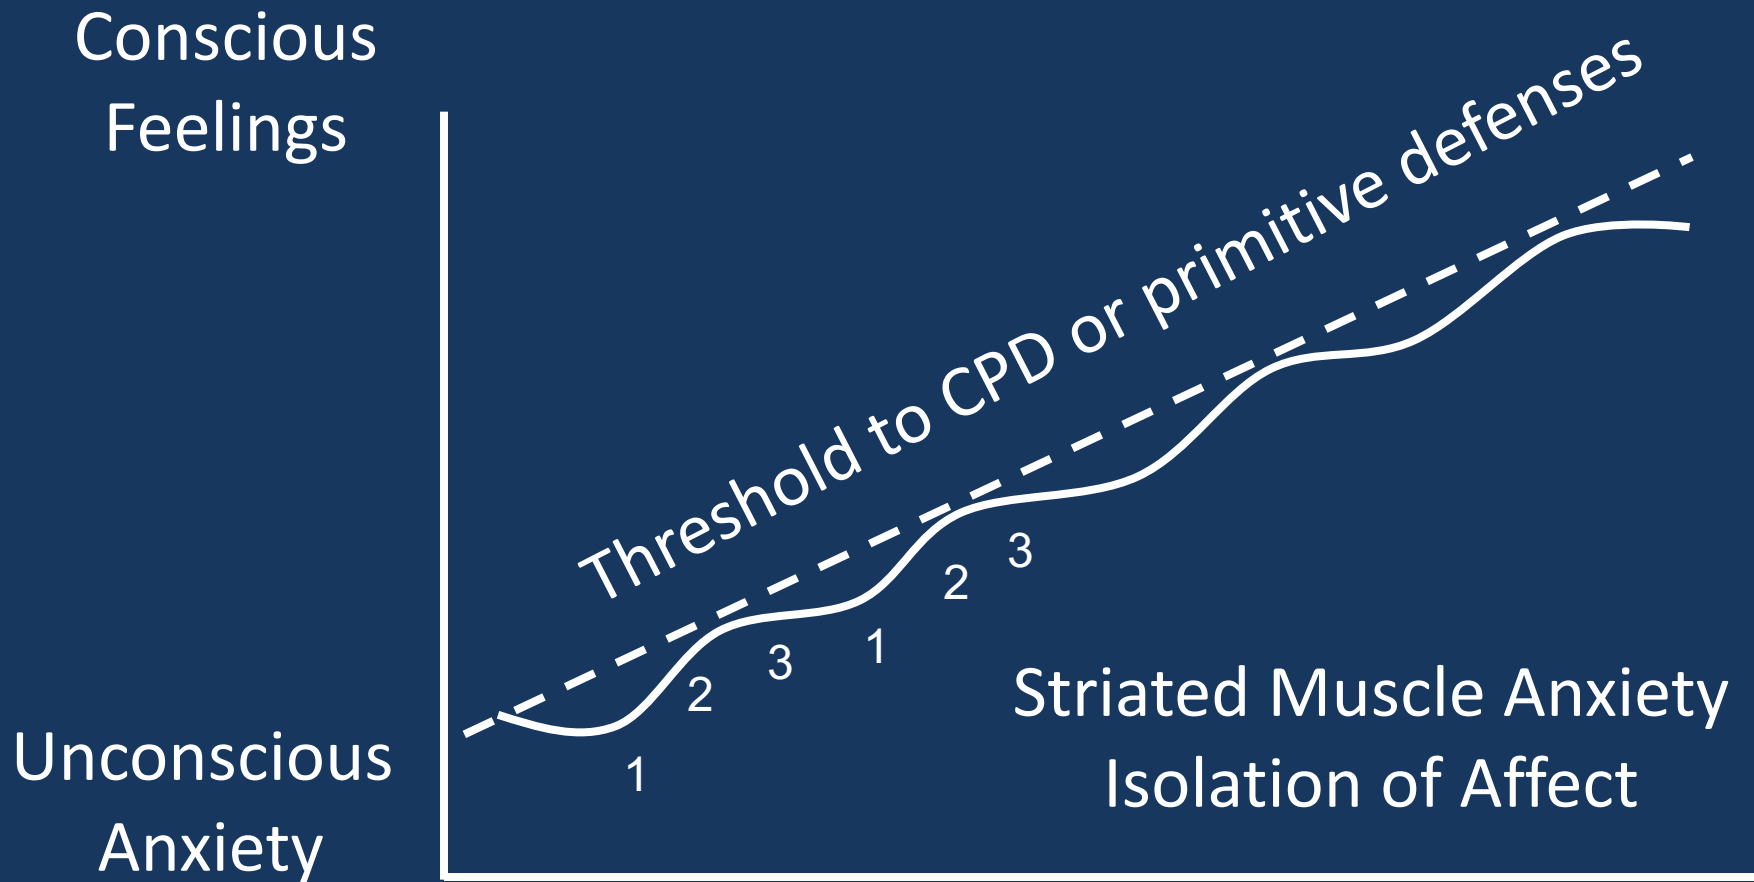 Conscious
Feelings
Threshold to CPD or primitive defenses
3
2
1
3
2
1
Striated Muscle Anxiety
Isolation of Affect
Unconscious
Anxiety